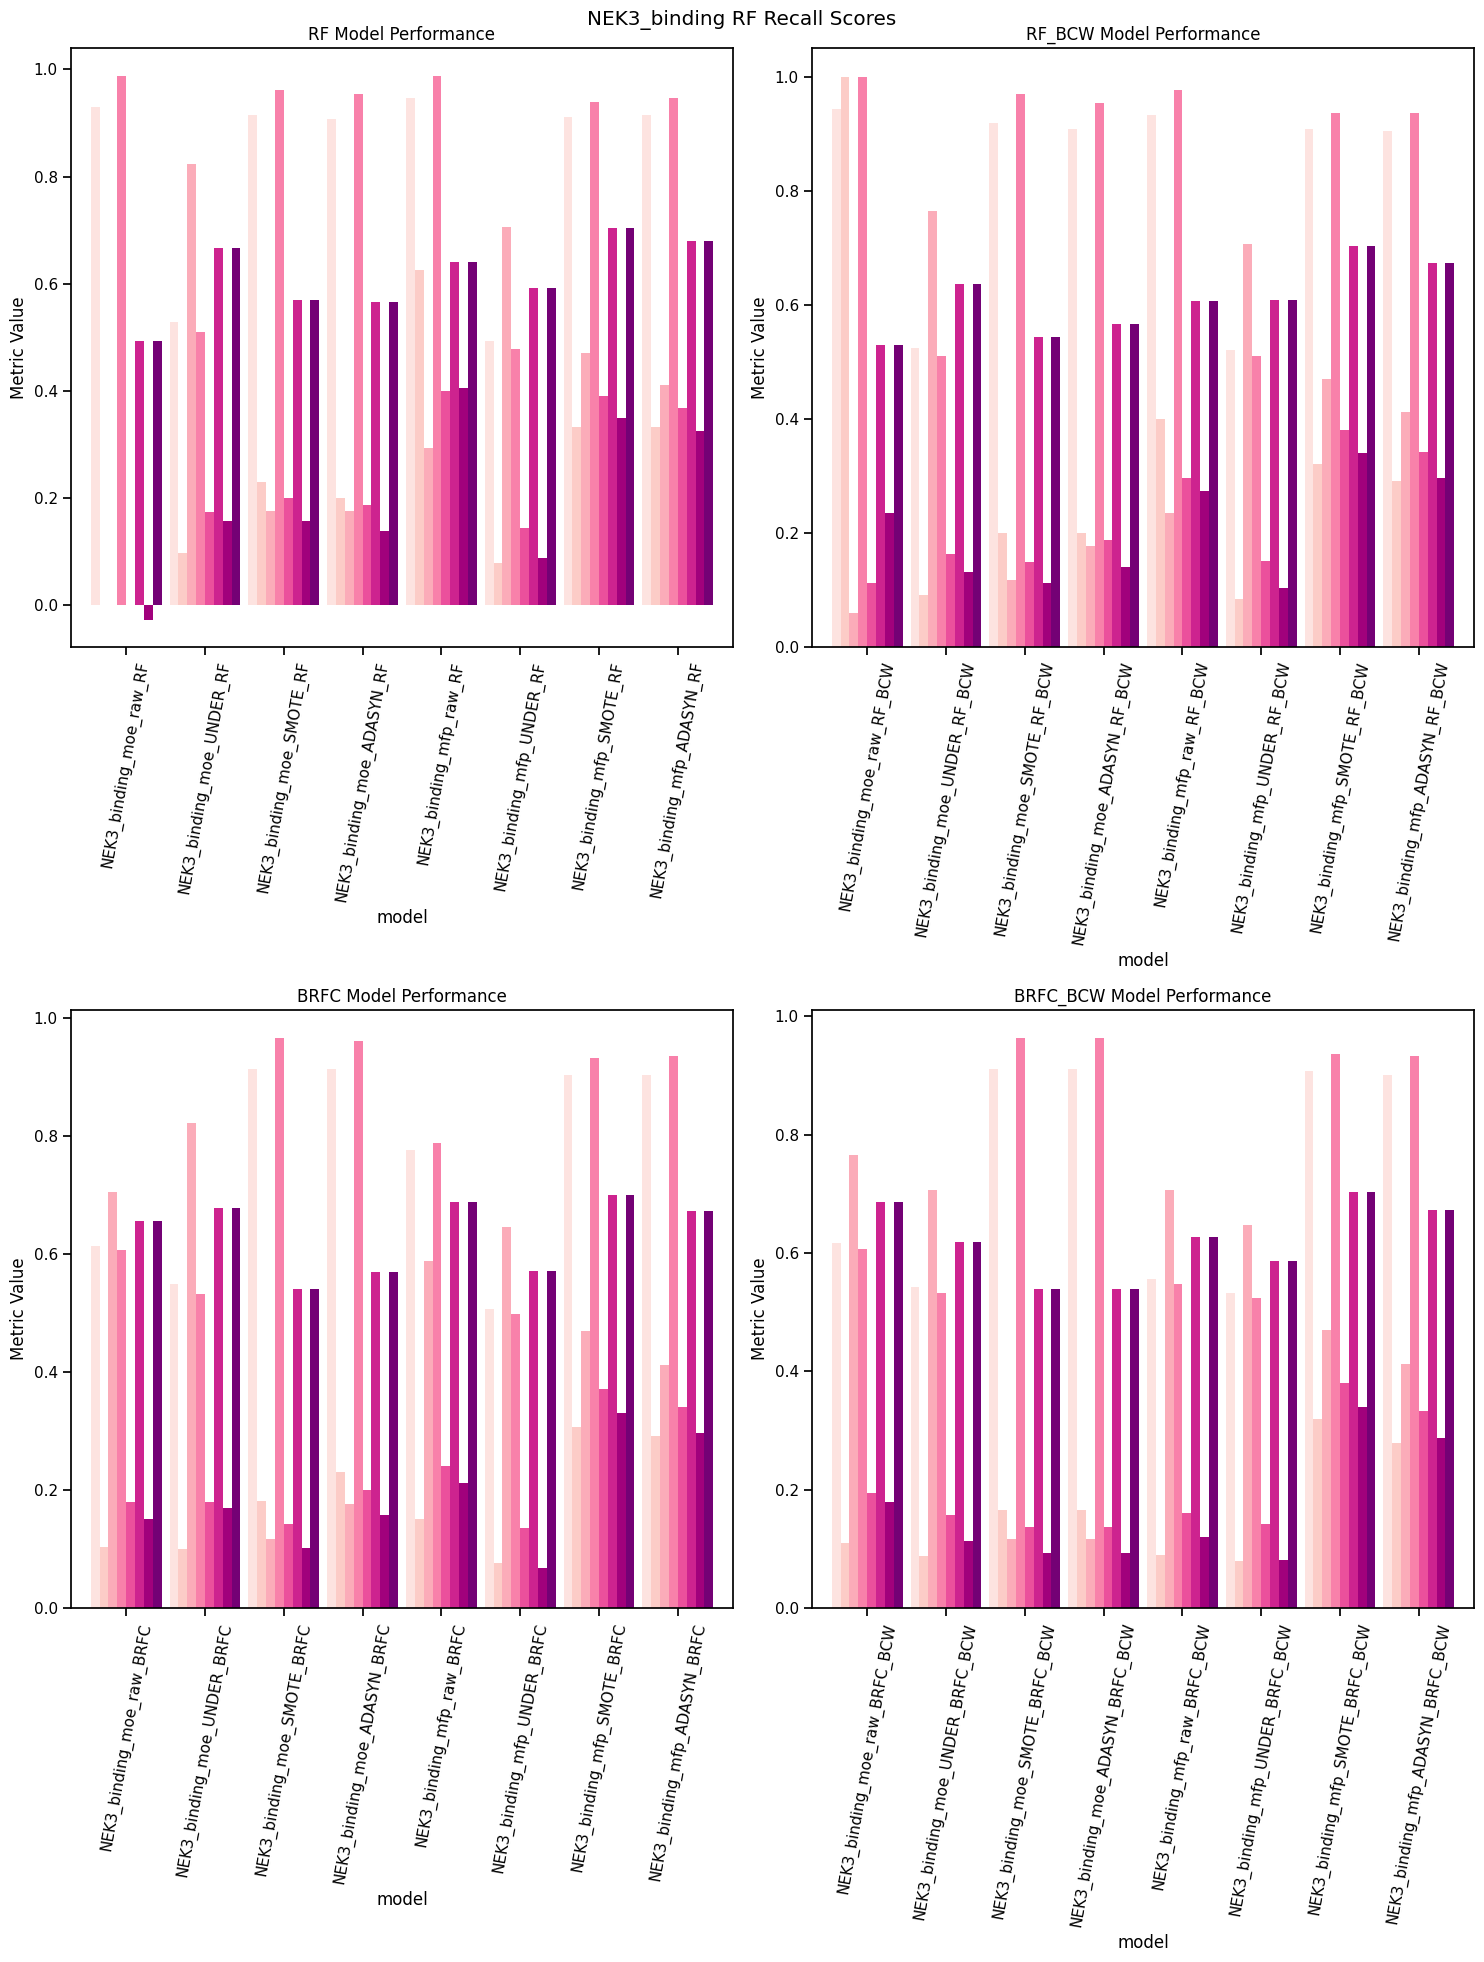 NEK3_binding RF Recall Scores
RF Model Performance
Metric Value
1.0
0.8
0.6
0.4
0.2
0.0
NEK3_binding_moe_raw_RF
NEK3_binding_moe_UNDER_RF
NEK3_binding_moe_SMOTE_RF
NEK3_binding_moe_ADASYN_RF
NEK3_binding_mfp_raw_RF
NEK3_binding_mfp_UNDER_RF
NEK3_binding_mfp_SMOTE_RF
NEK3_binding_mfp_ADASYN_RF
model
RF_BCW Model Performance
Metric Value
1.0
0.8
0.6
0.4
0.2
0.0
NEK3_binding_moe_raw_RF_BCW
NEK3_binding_moe_UNDER_RF_BCW
NEK3_binding_moe_SMOTE_RF_BCW
NEK3_binding_moe_ADASYN_RF_BCW
NEK3_binding_mfp_raw_RF_BCW
NEK3_binding_mfp_UNDER_RF_BCW
NEK3_binding_mfp_SMOTE_RF_BCW
NEK3_binding_mfp_ADASYN_RF_BCW
model
BRFC Model Performance
Metric Value
1.0
0.8
0.6
0.4
0.2
0.0
NEK3_binding_moe_raw_BRFC
NEK3_binding_moe_UNDER_BRFC
NEK3_binding_moe_SMOTE_BRFC
NEK3_binding_moe_ADASYN_BRFC
NEK3_binding_mfp_raw_BRFC
NEK3_binding_mfp_UNDER_BRFC
NEK3_binding_mfp_SMOTE_BRFC
NEK3_binding_mfp_ADASYN_BRFC
model
BRFC_BCW Model Performance
Metric Value
1.0
0.8
0.6
0.4
0.2
0.0
NEK3_binding_moe_raw_BRFC_BCW
NEK3_binding_moe_UNDER_BRFC_BCW
NEK3_binding_moe_SMOTE_BRFC_BCW
NEK3_binding_moe_ADASYN_BRFC_BCW
NEK3_binding_mfp_raw_BRFC_BCW
NEK3_binding_mfp_UNDER_BRFC_BCW
NEK3_binding_mfp_SMOTE_BRFC_BCW
NEK3_binding_mfp_ADASYN_BRFC_BCW
model